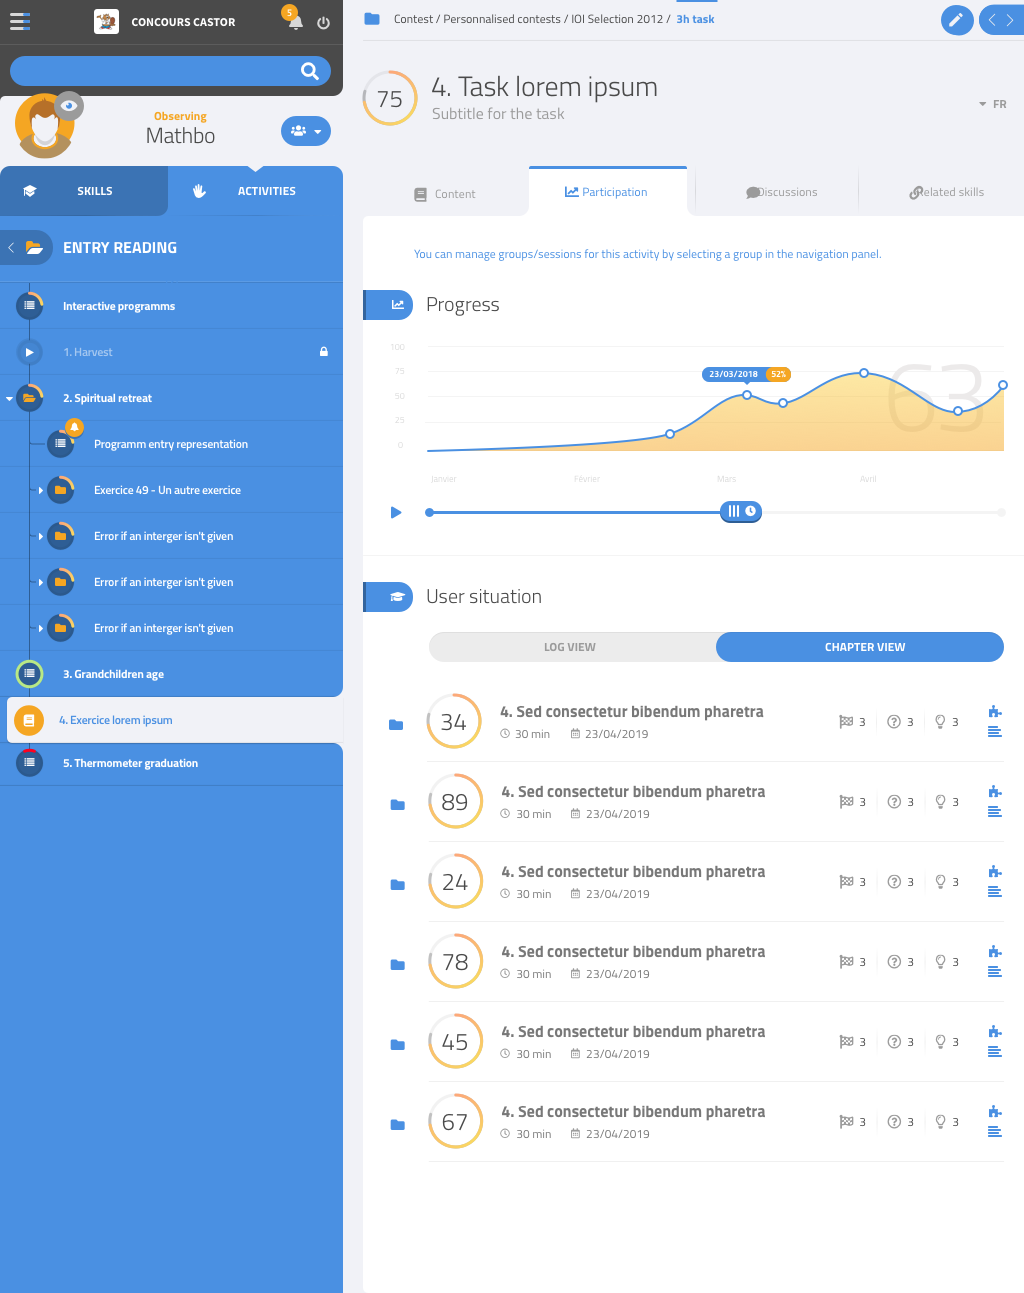 CONCOURS CASTOR
5
Observing
Mathbo
SKILLS
ACTIVITIES
ENTRY READING
Interactive programms
1. Harvest
2. Spiritual retreat
Programm entry representation
Exercice 49 - Un autre exercice
Error if an interger isn't given
Error if an interger isn't given
Error if an interger isn't given
3. Grandchildren age
4. Exercice lorem ipsum
5. Thermometer graduation
Contest / Personnalised contests / IOI Selection 2012 / 3h task
75
4. Task lorem ipsum
Subtitle for the task
FR
Content
Participation
Discussions
Related skills
You can manage groups/sessions for this activity by selecting a group in the navigation panel.
Progress
100
75
50
25
0
23/03/2018 52%
63
Janvier
Février
Mars
Avril
User situation
LOG VIEW
CHAPTER VIEW
34
4. Sed consectetur bibendum pharetra
30 min 23/04/2019
3 3 3
89
4. Sed consectetur bibendum pharetra
30 min 23/04/2019
3 3 3
24
4. Sed consectetur bibendum pharetra
30 min 23/04/2019
3 3 3
78
4. Sed consectetur bibendum pharetra
30 min 23/04/2019
3 3 3
45
4. Sed consectetur bibendum pharetra
30 min 23/04/2019
3 3 3
67
4. Sed consectetur bibendum pharetra
30 min 23/04/2019
3 3 3